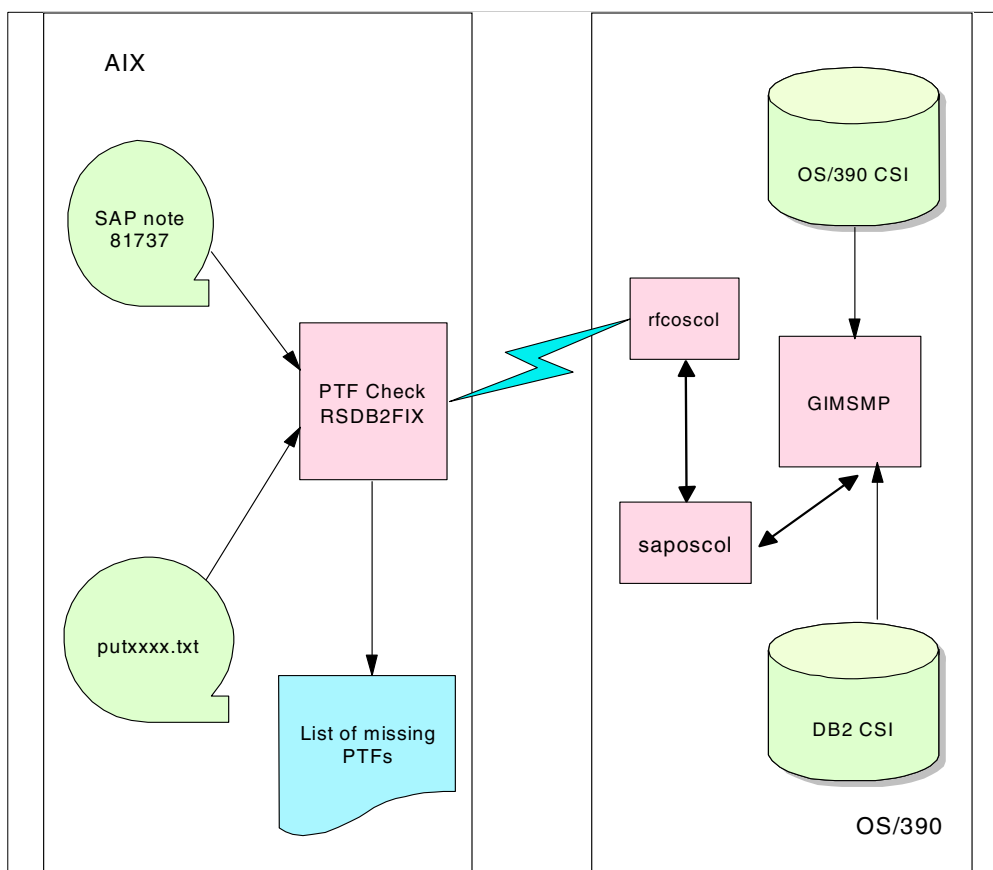 AIX
SAP note
81737
PTF Check
RSDB2FIX
putxxxx.txt
List of missing
PTFs
OS/390 CSI
rfcoscol
GIMSMP
saposcol
DB2 CSI
OS/390